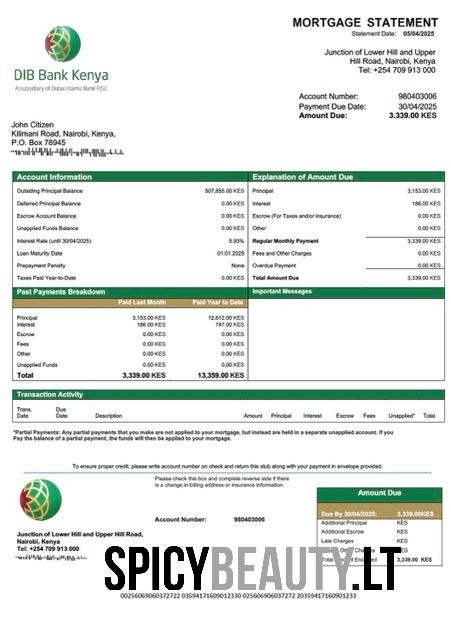 MORTGAGE STATEMENT
Statement Date: 05/04/2025
DIB Bank Kenya
A subsidiary of Dubai Islamic Bank PJSC
Junction of Lower Hill and Upper
Hill Road, Nairobi, Kenya
Tel: +254 709 913 000
Account Number: 980403006
Payment Due Date: 30/04/2025
Amount Due: 3.339.00 KES
John Citizen
Kilimani Road, Nairobi, Kenya,
P.O. Box 78945
Account Information
Outsiding Principal Balance 507,855.00 KES
Deferred Principal Balance 0.00 KES
Escrow Account Balance 0.00 KES
Unapplied Funds Balance 0.00 KES
Interest Rate (until 30/04/2025) 5.93%
Loan Maturity Date 01.01.2025
Prepayment Penalty None
Taxes Paid Year-to-Date 0.00 KES
Explanation of Amount Due
Principal 3,153.00 KES
Interest 186.00 KES
Escrow (For Taxes and/or Insurance) 0.00 KES
Other 0.00 KES
Regular Monthly Payment 3,339.00 KES
Fees and Other Charges 0.00 KES
Overdue Payment 0.00 KES
Total Amount Due 3,339.00 KES
Past Payments Breakdown
Paid Last Month Paid Year to Date
Principal 3,153.00 KES 12,612.00 KES
Interest 186.00 KES 747.00 KES
Escrow 0.00 KES 0.00 KES
Fees 0.00 KES 0.00 KES
Other 0.00 KES 0.00 KES
Unapplied Funds 0.00 KES 0.00 KES
Total 3,339.00 KES 13,359.00 KES
Important Messages
Transaction Activity
Trans. Date Due Date Description Amount Principal Interest Escrow Fees Unapplied* Total
*Partial Payments: Any partial payments that you make are not applied to your mortgage, but instead are held in a separate unapplied account. If you
Pay the balance of a partial payment, the funds will then be applied to your mortgage.
To ensure proper credit, please write account number on check and return this stub along with your payment in envelope provided.
Please check this box and complete reverse side if there
is a change in billing address or insurance information.
Account Number: 980403006
Junction of Lower Hill and Upper Hill Road,
Nairobi, Kenya
Tel: +254 709 913 000
Amount Due
Due By 30/04/2025: 3,339.00KES
Additional Principal KES
Additional Escrow KES
Late Charges KES
Other Charges KES
Total Amount Enclosed 3,339.00 KES
SPICYBEAUTY.LT